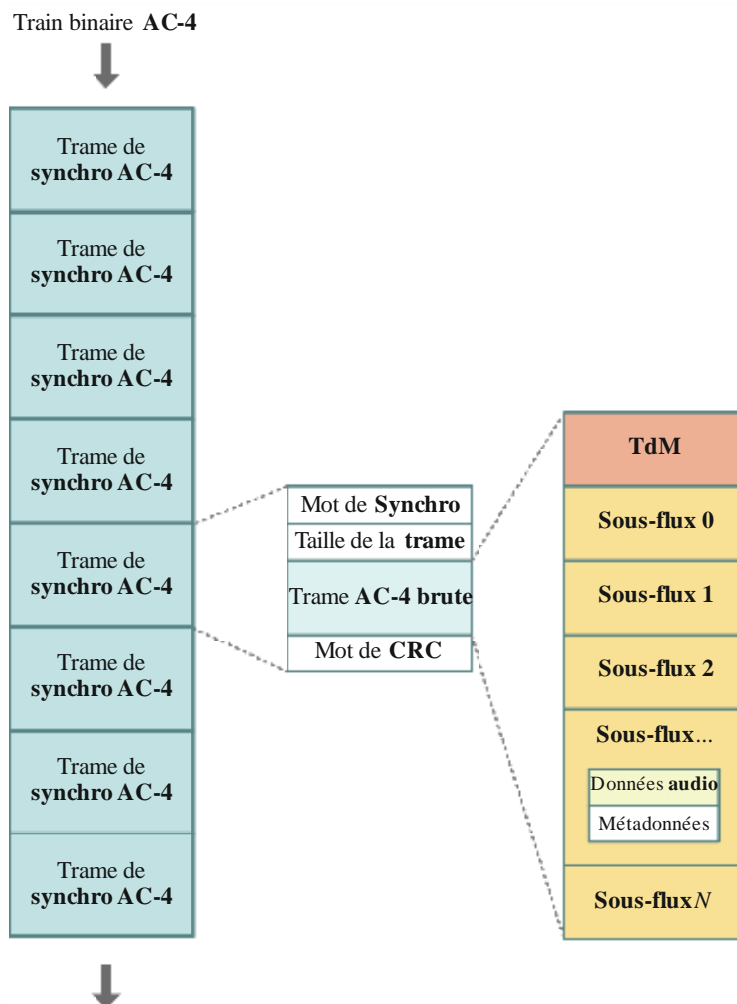 Train binaire AC-4
Trame de
synchro AC-4
Trame de
synchro AC-4
Trame de
synchro AC-4
Trame de
synchro AC-4
Trame de
synchro AC-4
Trame de
synchro AC-4
Trame de
synchro AC-4
Trame de
synchro AC-4
Mot de Synchro
Taille de la trame
Trame AC-4 brute
Mot de CRC
TdM
Sous-flux 0
Sous-flux 1
Sous-flux 2
Sous-flux...
Données audio
Métadonnées
Sous-flux N